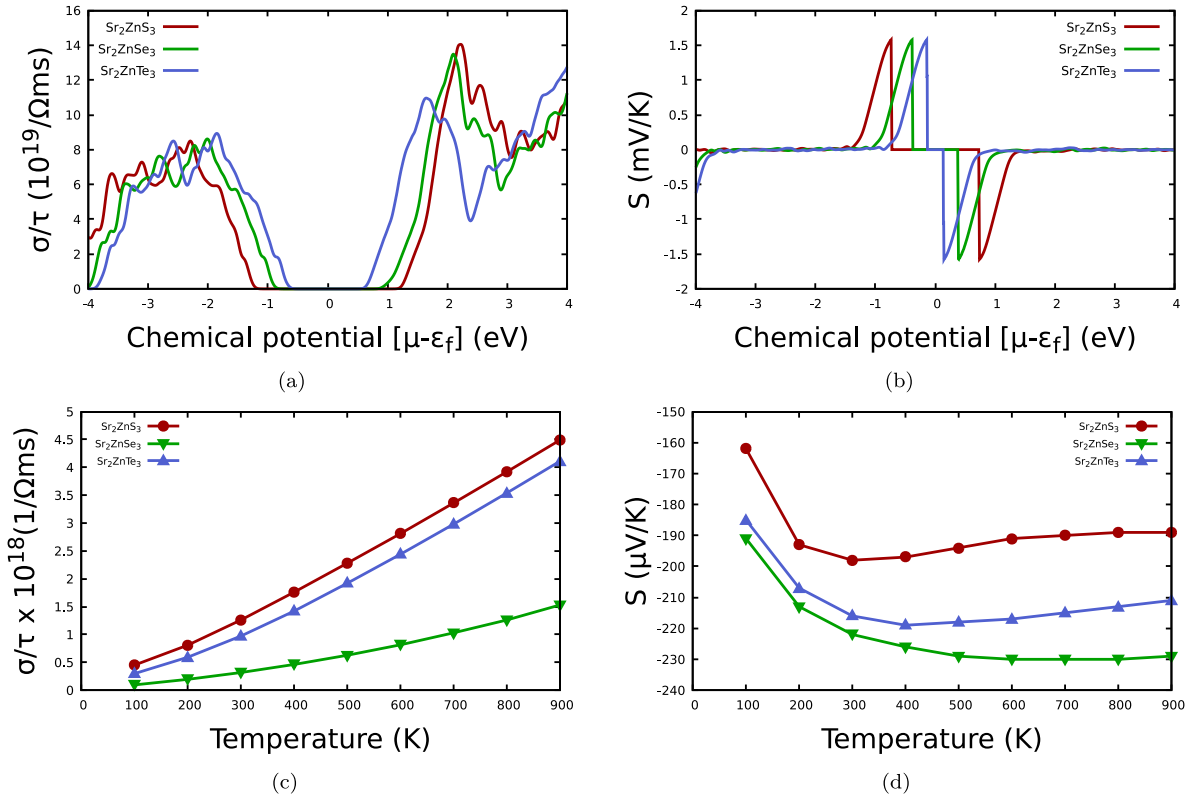 Sr₂ZnS₃
Sr₂ZnSe₃
Sr₂ZnTe₃
σ/τ (10¹⁹/Ωms)
16
14
12
10
8
6
4
2
0
-4 -3 -2 -1 0 1 2 3 4
Chemical potential [μ-εf] (eV)
(a)
Sr₂ZnS₃
Sr₂ZnSe₃
Sr₂ZnTe₃
S (mV/K)
2
1.5
1
0.5
0
-0.5
-1
-1.5
-2
-4 -3 -2 -1 0 1 2 3 4
Chemical potential [μ-εf] (eV)
(b)
Sr₂ZnS₃
Sr₂ZnSe₃
Sr₂ZnTe₃
σ/τ x 10¹⁸(1/Ωms)
5
4.5
4
3.5
3
2.5
2
1.5
1
0.5
0
100 200 300 400 500 600 700 800 900
Temperature (K)
(c)
Sr₂ZnS₃
Sr₂ZnSe₃
Sr₂ZnTe₃
S (μV/K)
-150
-160
-170
-180
-190
-200
-210
-220
-230
-240
100 200 300 400 500 600 700 800 900
Temperature (K)
(d)